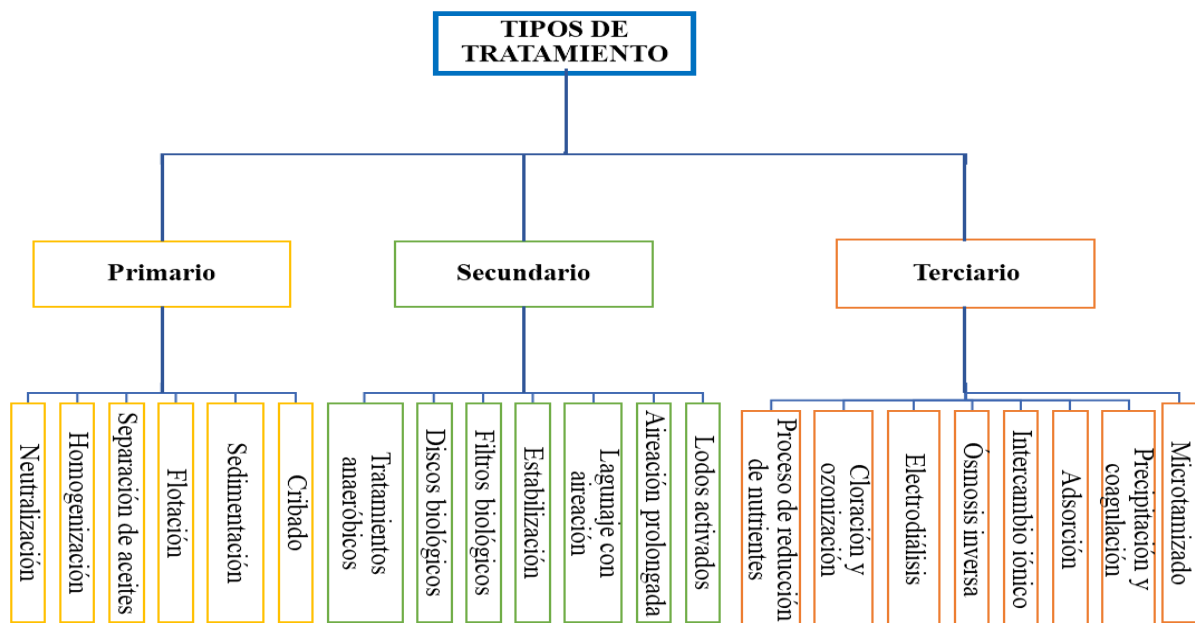 TIPOS DE
TRATAMIENTO
Primario
Secundario
Terciario
Neutralización
Homogenización
Separación de aceites
Flotación
Sedimentación
Cribado
Tratamientos
anaeróbicos
Discos biológicos
Filtros biológicos
Estabilización
Lagunaje con
aireación
Aireación prolongada
Lodos activados
Proceso de reducción
de nutrientes
Cloración y
ozonización
Electrodiálisis
Ósmosis inversa
Intercambio iónico
Adsorción
Precipitación y
coagulación
Microtamizado